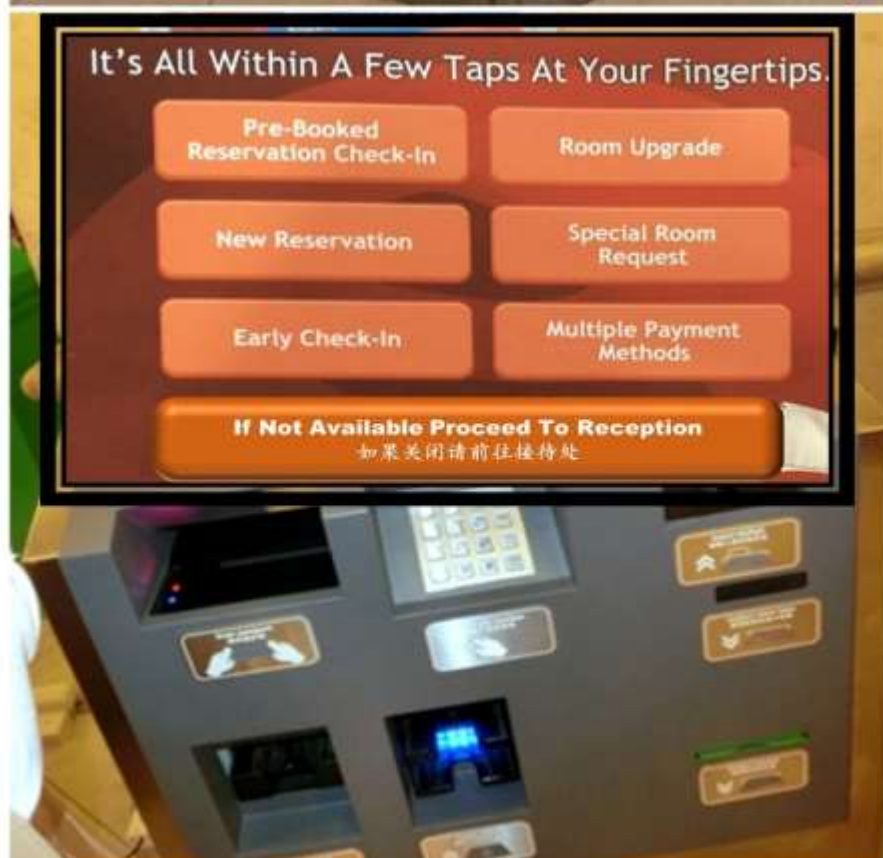 It's All Within A Few Taps At Your Fingertips.
Pre-Booked
Reservation Check-In
Room Upgrade
New Reservation
Special Room
Request
Early Check-In
Multiple Payment
Methods
If Not Available Proceed To Reception
如果关闭请前往接待处